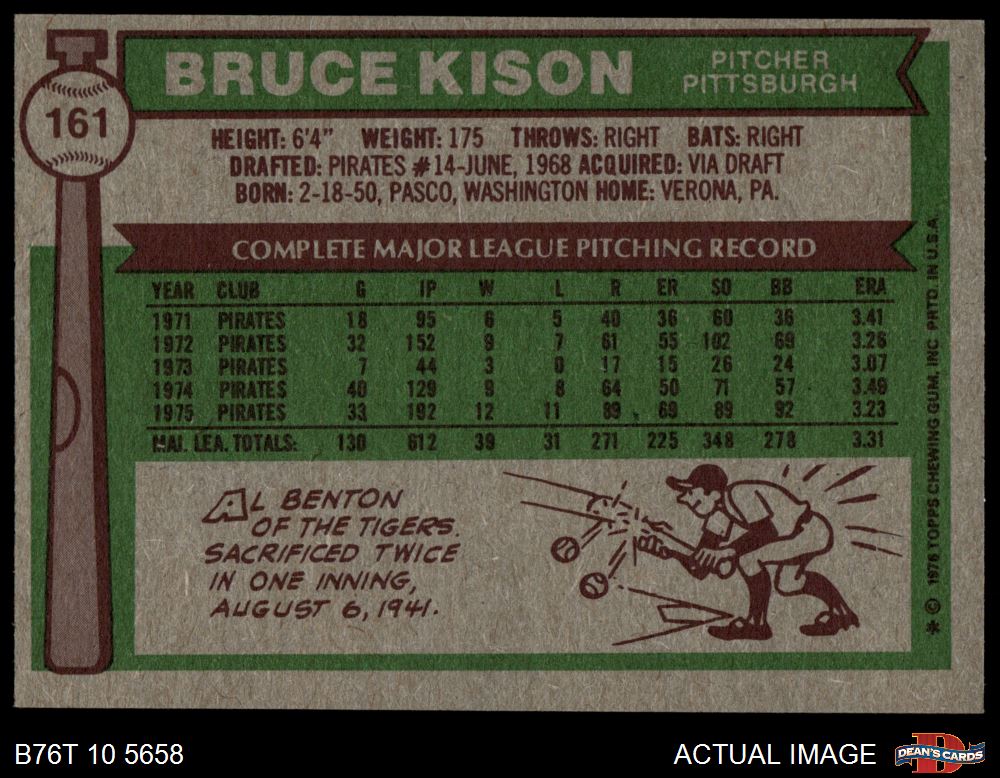 161
BRUCE KISON
PITCHER
PITTSBURGH
HEIGHT: 6'4" WEIGHT: 175 THROWS: RIGHT BATS: RIGHT
DRAFTED: PIRATES #14-JUNE, 1968 ACQUIRED: VIA DRAFT
BORN: 2-18-50, PASCO, WASHINGTON HOME: VERONA, PA.
COMPLETE MAJOR LEAGUE PITCHING RECORD
YEAR CLUB G IP W L R ER SO BB ERA
1971 PIRATES 18 95 6 5 40 36 60 36 3.41
1972 PIRATES 32 152 9 7 61 55 102 69 3.26
1973 PIRATES 7 44 3 0 17 15 26 24 3.07
1974 PIRATES 40 129 9 8 64 50 71 57 3.49
1975 PIRATES 33 192 12 11 89 69 89 92 3.23
MAJ. LEA. TOTALS: 130 612 39 31 271 225 348 278 3.31
AL BENTON
OF THE TIGERS
SACRIFICED TWICE
IN ONE INNING,
AUGUST 6, 1941.
* © 1976 TOPPS CHEWING GUM, INC. PRTD. IN U.S.A.
B76T 10 5658
ACTUAL IMAGE
DEAN'S CARDS